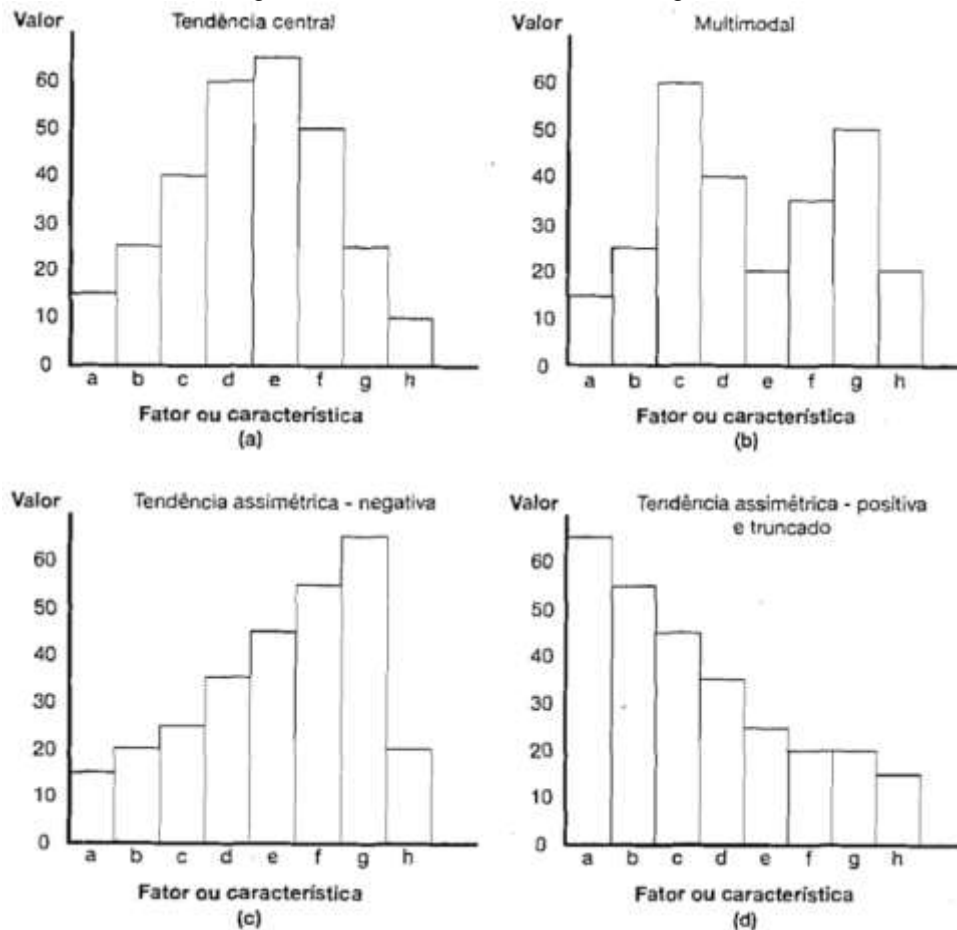 Valor
Tendência central
60
50
40
30
20
10
0
a b c d e f g h
Fator ou característica
(a)
Valor
Multimodal
60
50
40
30
20
10
0
a b c d e f g h
Fator ou característica
(b)
Valor
Tendência assimétrica - negativa
60
50
40
30
20
10
0
a b c d e f g h
Fator ou característica
(c)
Valor
Tendência assimétrica - positiva
e truncado
60
50
40
30
20
10
0
a b c d e f g h
Fator ou característica
(d)